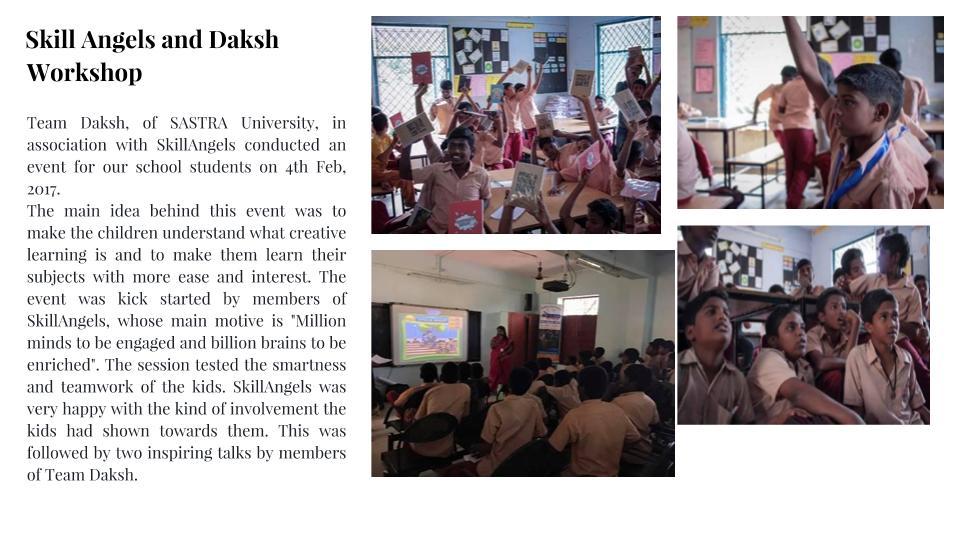 Skill Angels and Daksh
Workshop
Team Daksh, of SASTRA University, in
association with SkillAngels conducted an
event for our school students on 4th Feb,
2017.
The main idea behind this event was to
make the children understand what creative
learning is and to make them learn their
subjects with more ease and interest. The
event was kick started by members of
SkillAngels, whose main motive is "Million
minds to be engaged and billion brains to be
enriched". The session tested the smartness
and teamwork of the kids. SkillAngels was
very happy with the kind of involvement the
kids had shown towards them. This was
followed by two inspiring talks by members
of Team Daksh.